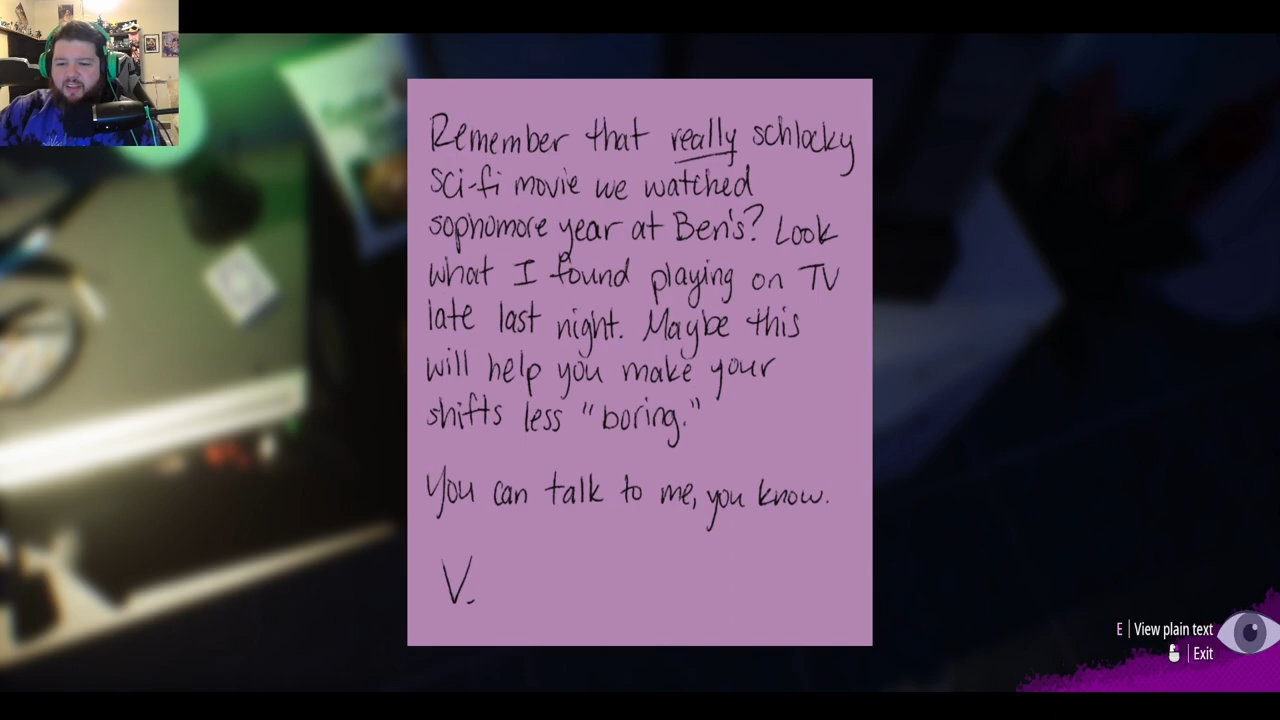 Remember that really schlocky
sci-fi movie we watched
sophomore year at Ben's? Look
what I found playing on TV
late last night. Maybe this
will help you make your
shifts less "boring."
You can talk to me, you know.
V.
E | View plain text
| Exit